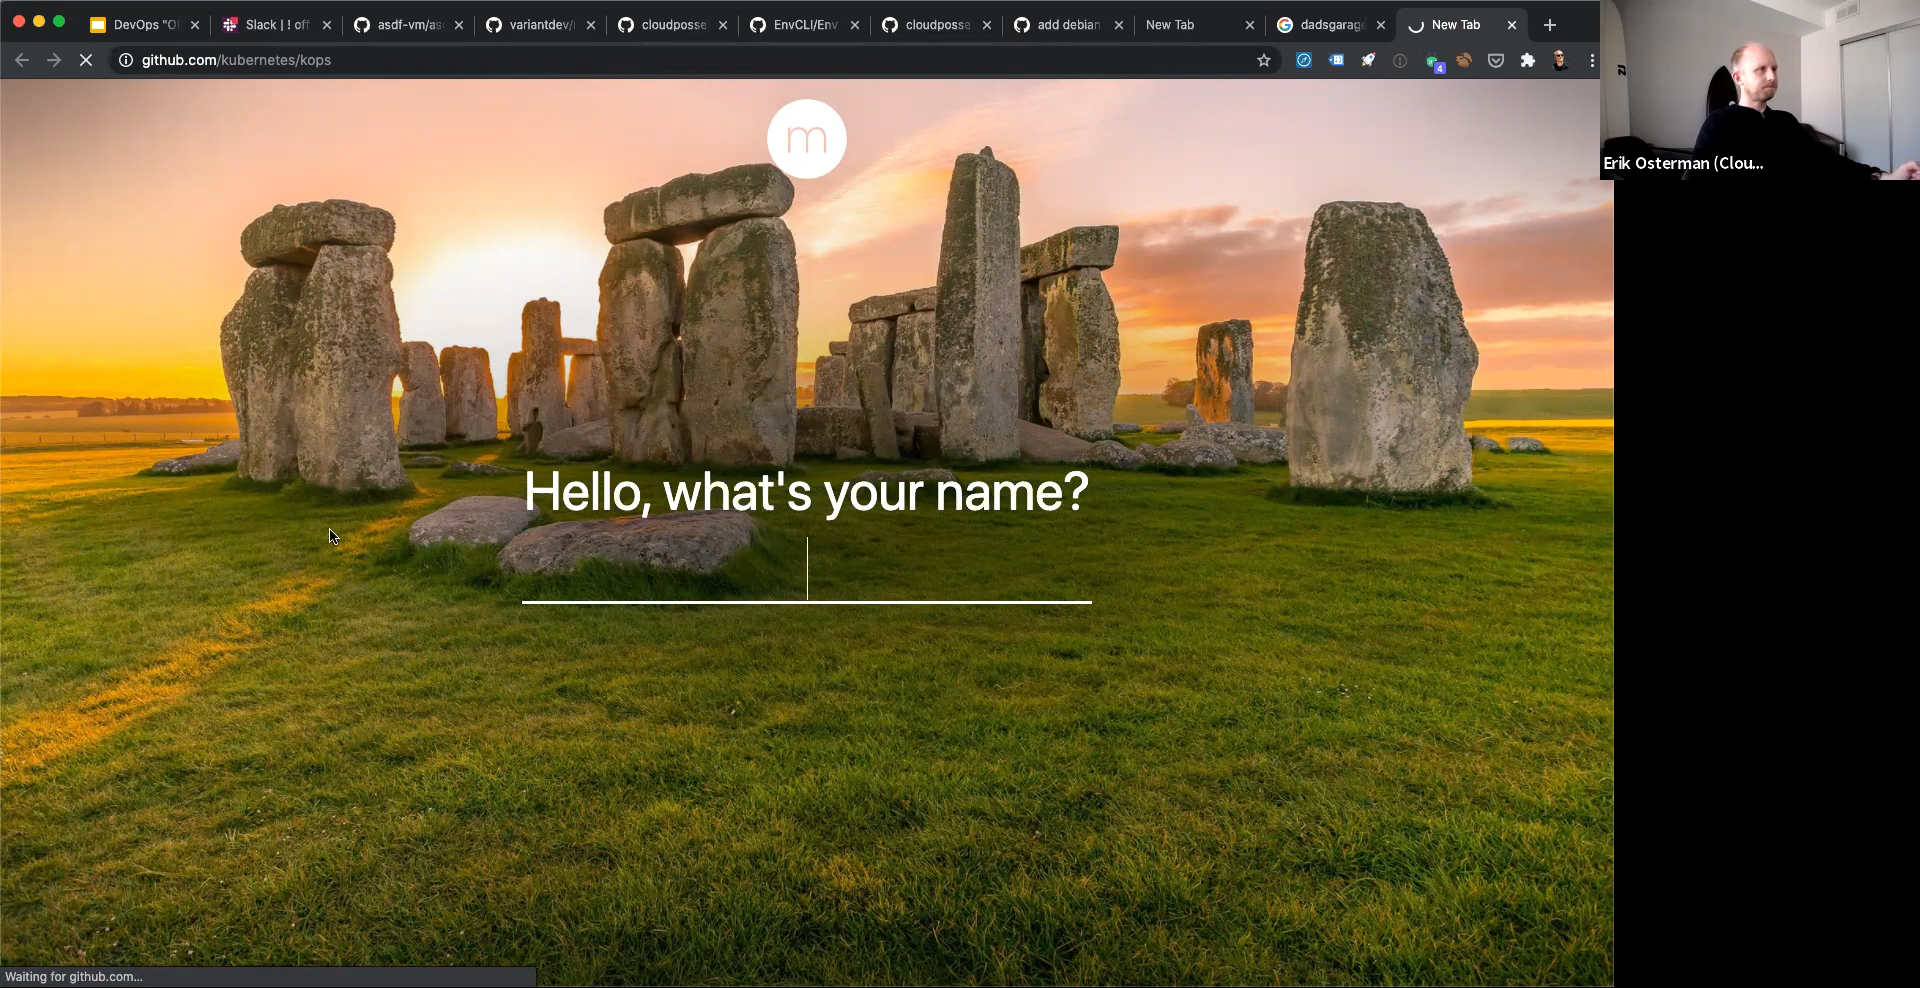 DevOps "O
Slack | ! off
asdf-vm/as
variantdev/
cloudposse
EnvCLI/Env
cloudposse
add debian
New Tab
dadsgarage
New Tab
github.com/kubernetes/kops
4
m
Hello, what's your name?
Erik Osterman (Clou...
Waiting for github.com...